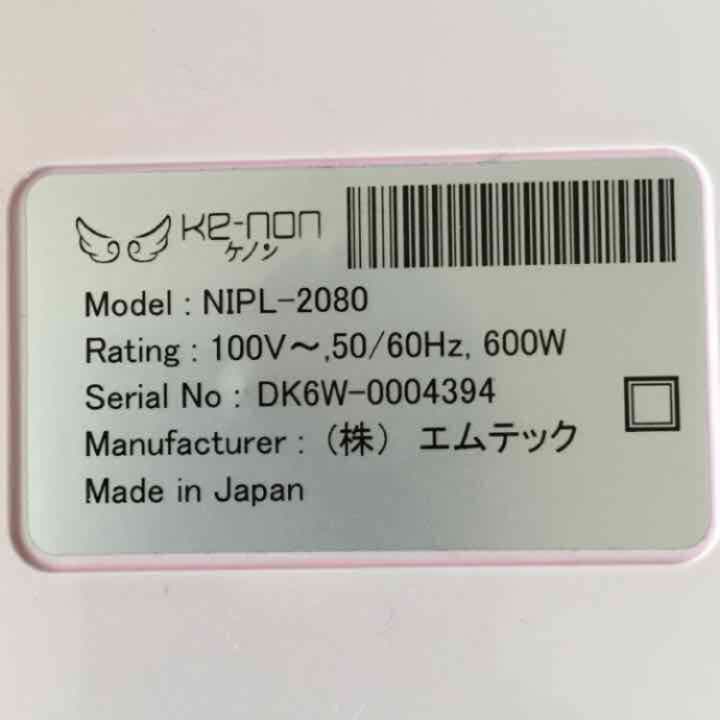 ke-non
ケノン
Model : NIPL-2080
Rating : 100V～,50/60Hz, 600W
Serial No : DK6W-0004394
Manufacturer : （株） エムテック
Made in Japan